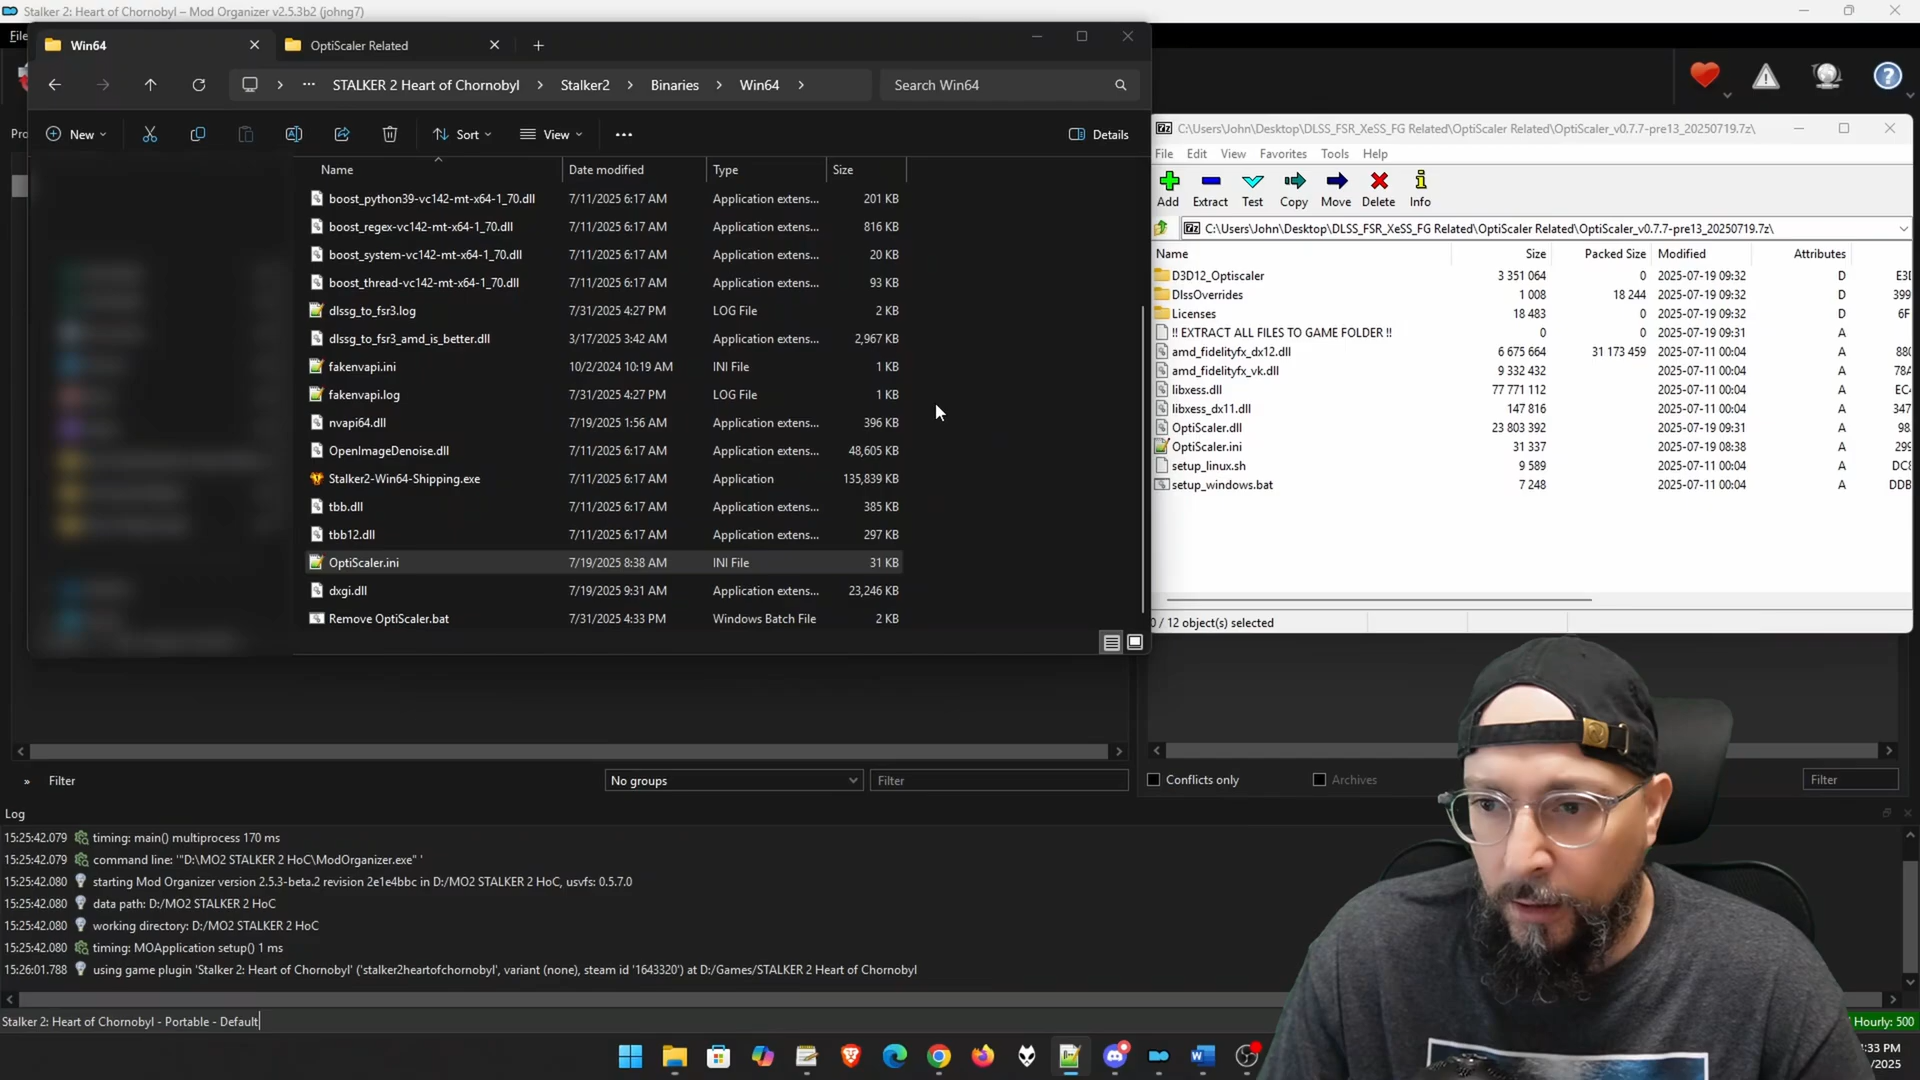 Stalker 2: Heart of Chornobyl – Mod Organizer v2.5.3b2 (johng7)
File
Win64
OptiScaler Related
STALKER 2 Heart of Chornobyl > Stalker2 > Binaries > Win64 >
Search Win64
New
Sort
View
Details
Name Date modified Type Size
boost_python39-vc142-mt-x64-1_70.dll 7/11/2025 6:17 AM Application extens... 201 KB
boost_regex-vc142-mt-x64-1_70.dll 7/11/2025 6:17 AM Application extens... 816 KB
boost_system-vc142-mt-x64-1_70.dll 7/11/2025 6:17 AM Application extens... 20 KB
boost_thread-vc142-mt-x64-1_70.dll 7/11/2025 6:17 AM Application extens... 93 KB
dlssg_to_fsr3.log 7/31/2025 4:27 PM LOG File 2 KB
dlssg_to_fsr3_amd_is_better.dll 3/17/2025 3:42 AM Application extens... 2,967 KB
fakenvapi.ini 10/2/2024 10:19 AM INI File 1 KB
fakenvapi.log 7/31/2025 4:27 PM LOG File 1 KB
nvapi64.dll 7/19/2025 1:56 AM Application extens... 396 KB
OpenImageDenoise.dll 7/11/2025 6:17 AM Application extens... 48,605 KB
Stalker2-Win64-Shipping.exe 7/11/2025 6:17 AM Application 135,839 KB
tbb.dll 7/11/2025 6:17 AM Application extens... 385 KB
tbb12.dll 7/11/2025 6:17 AM Application extens... 297 KB
OptiScaler.ini 7/19/2025 8:38 AM INI File 31 KB
dxgi.dll 7/19/2025 9:31 AM Application extens... 23,246 KB
Remove OptiScaler.bat 7/31/2025 4:33 PM Windows Batch File 2 KB
C:\Users\John\Desktop\DLSS_FSR_XeSS_FG Related\OptiScaler Related\OptiScaler_v0.7.7-pre13_20250719.7z\
File Edit View Favorites Tools Help
Add Extract Test Copy Move Delete Info
C:\Users\John\Desktop\DLSS_FSR_XeSS_FG Related\OptiScaler Related\OptiScaler_v0.7.7-pre13_20250719.7z\
Name Size Packed Size Modified Attributes
D3D12_Optiscaler 3 351 064 0 2025-07-19 09:32 D E3
DlssOverrides 1 008 18 244 2025-07-19 09:32 D 399
Licenses 18 483 0 2025-07-19 09:32 D 6F
!! EXTRACT ALL FILES TO GAME FOLDER !! 0 0 2025-07-19 09:31 A
amd_fidelityfx_dx12.dll 6 675 664 31 173 459 2025-07-11 00:04 A 880
amd_fidelityfx_vk.dll 9 332 432 2025-07-11 00:04 A 78
libxess.dll 77 771 112 2025-07-11 00:04 A EC
libxess_dx11.dll 147 816 2025-07-11 00:04 A 347
OptiScaler.dll 23 803 392 2025-07-19 09:31 A 98
OptiScaler.ini 31 337 2025-07-19 08:38 A 299
setup_linux.sh 9 589 2025-07-11 00:04 A DC
setup_windows.bat 7 248 2025-07-11 00:04 A DDB
0 / 12 object(s) selected
Filter
No groups
Filter
Conflicts only
Archives
Filter
Log
15:25:42.079 timing: main() multiprocess 170 ms
15:25:42.079 command line: '"D:\MO2 STALKER 2 HoC\ModOrganizer.exe" '
15:25:42.080 starting Mod Organizer version 2.5.3-beta.2 revision 2e1e4bbc in D:/MO2 STALKER 2 HoC, usvfs: 0.5.7.0
15:25:42.080 data path: D:/MO2 STALKER 2 HoC
15:25:42.080 working directory: D:/MO2 STALKER 2 HoC
15:25:42.080 timing: MOApplication setup() 1 ms
15:26:01.788 using game plugin 'Stalker 2: Heart of Chornobyl' ('stalker2heartofchornobyl', variant (none), steam id '1643320') at D:/Games/STALKER 2 Heart of Chornobyl
Stalker 2: Heart of Chornobyl - Portable - Default
Hourly: 500
:33 PM
/2025